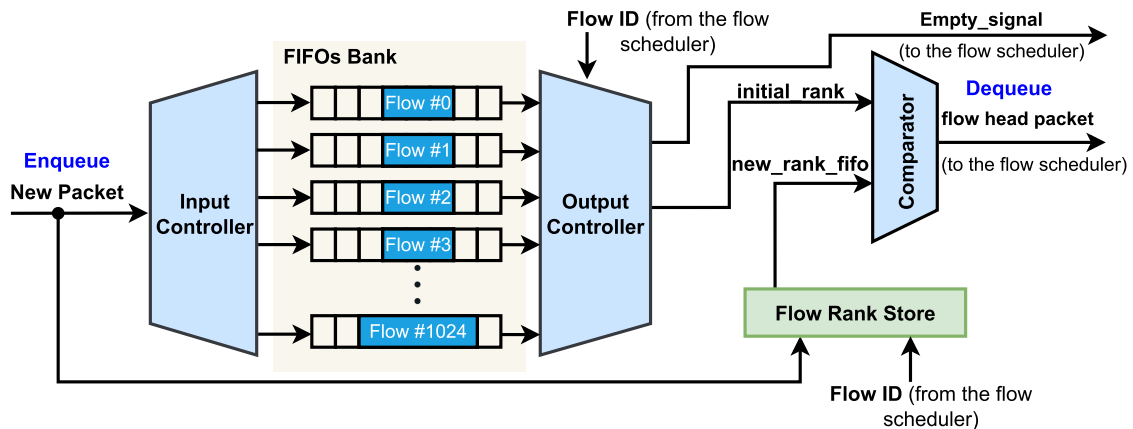 Flow ID (from the flow
scheduler)
Empty_signal
(to the flow scheduler)
FIFOs Bank
Flow #0
Flow #1
Flow #2
Flow #3
Flow #1024
Enqueue
New Packet
Input
Controller
Output
Controller
initial_rank
new_rank_fifo
Comparator
Dequeue
flow head packet
(to the flow scheduler)
Flow Rank Store
Flow ID (from the flow
scheduler)